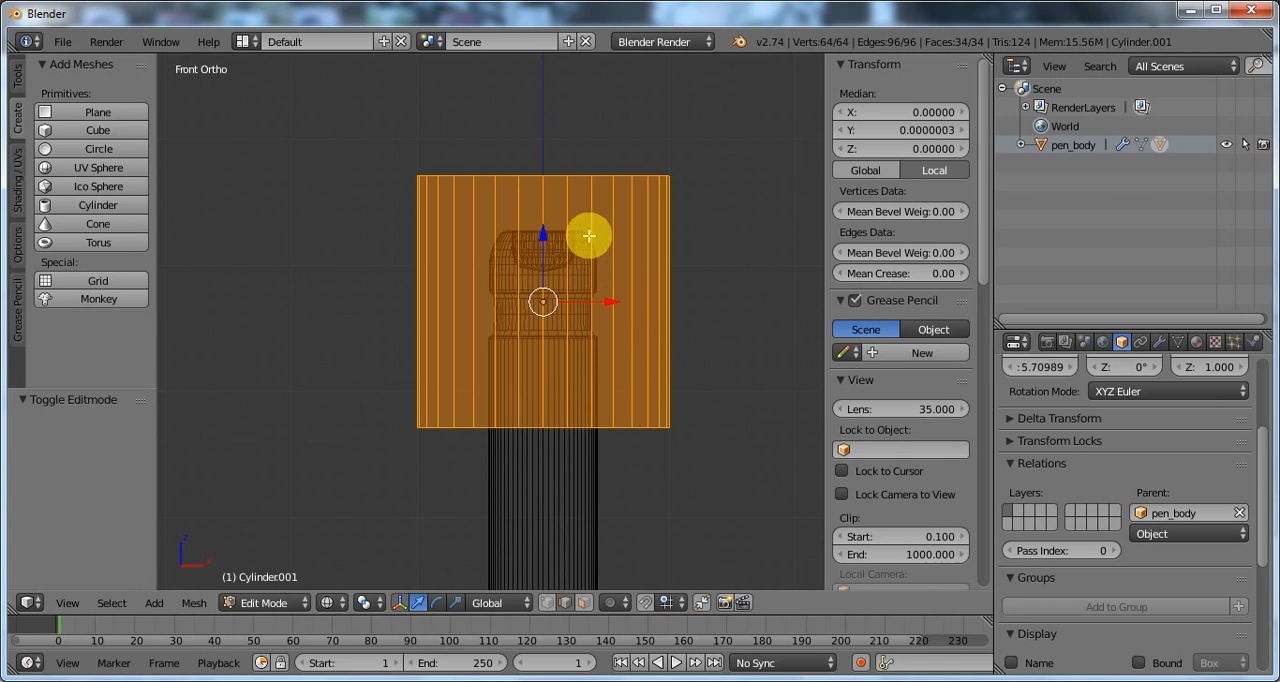 Blender
File Render Window Help Default Scene Blender Render v2.74 | Verts:64/64 | Edges:96/96 | Faces:34/34 | Tris:124 | Mem:15.56M | Cylinder.001
Tools
Create
Shading / UVs
Options
Grease Pencil
Add Meshes
Primitives:
Plane
Cube
Circle
UV Sphere
Ico Sphere
Cylinder
Cone
Torus
Special:
Grid
Monkey
Toggle Editmode
Front Ortho
z
x
(1) Cylinder.001
Transform
Median:
X: 0.00000
Y: 0.0000003
Z: 0.00000
Global Local
Vertices Data:
Mean Bevel Weig: 0.00
Edges Data:
Mean Bevel Weig: 0.00
Mean Crease: 0.00
Grease Pencil
Scene Object
New
View
Lens: 35.000
Lock to Object:
Lock to Cursor
Lock Camera to View
Clip:
Start: 0.100
End: 1000.000
Local Camera:
View Search All Scenes
Scene
RenderLayers |
World
pen_body |
:5.70989 Z: 0° Z: 1.000
Rotation Mode: XYZ Euler
Delta Transform
Transform Locks
Relations
Layers: Parent:
pen_body
Object
Pass Index: 0
Groups
Add to Group
Display
Name Bound Box
View Select Add Mesh Edit Mode Global
0 10 20 30 40 50 60 70 80 90 100 110 120 130 140 150 160 170 180 190 200 210 220 230
View Marker Frame Playback Start: 1 End: 250 1 No Sync